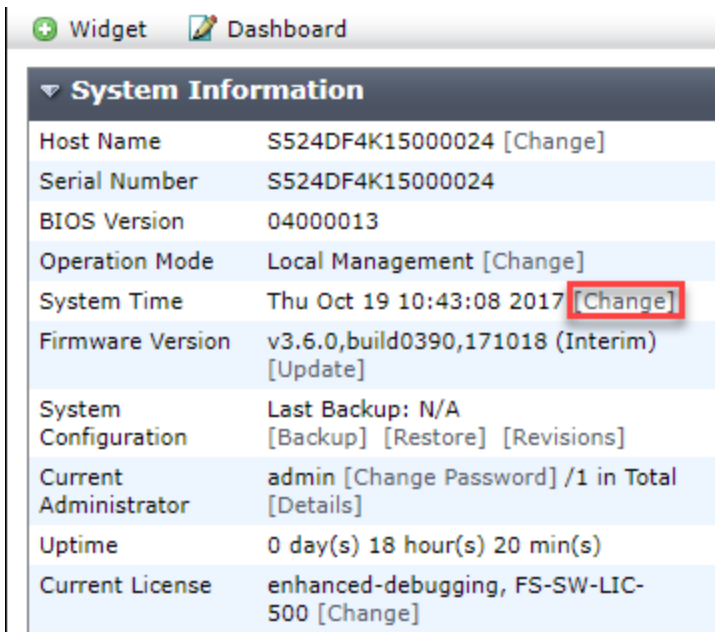 Widget Dashboard
System Information
Host Name S524DF4K15000024 [Change]
Serial Number S524DF4K15000024
BIOS Version 04000013
Operation Mode Local Management [Change]
System Time Thu Oct 19 10:43:08 2017 [Change]
Firmware Version v3.6.0,build0390,171018 (Interim)
[Update]
System Last Backup: N/A
Configuration [Backup] [Restore] [Revisions]
Current admin [Change Password] /1 in Total
Administrator [Details]
Uptime 0 day(s) 18 hour(s) 20 min(s)
Current License enhanced-debugging, FS-SW-LIC-
500 [Change]